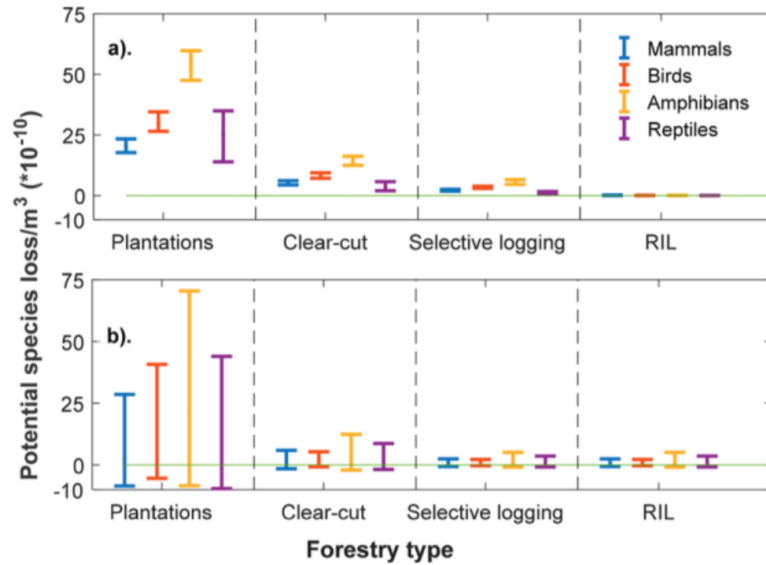 Potential species loss/m³ (*10⁻¹⁰)
75
50
25
0
-10
a).
Mammals
Birds
Amphibians
Reptiles
Plantations Clear-cut Selective logging RIL
75
50
25
0
-10
b).
Plantations Clear-cut Selective logging RIL
Forestry type